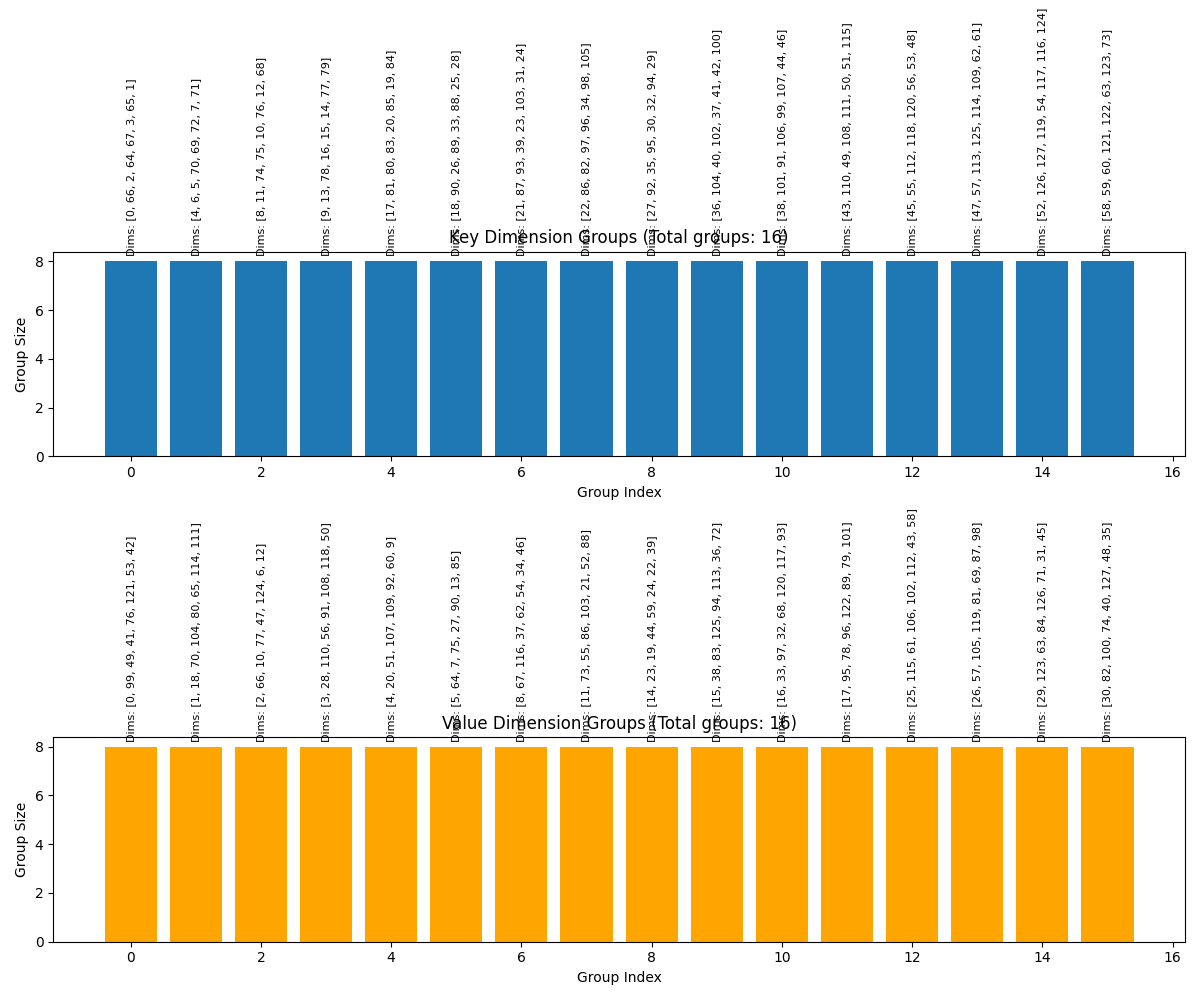 Dims: [0, 66, 2, 64, 67, 3, 65, 1]
Dims: [4, 6, 5, 70, 69, 72, 7, 71]
Dims: [8, 11, 74, 75, 10, 76, 12, 68]
Dims: [9, 13, 78, 16, 15, 14, 77, 79]
Dims: [17, 81, 80, 83, 20, 85, 19, 84]
Dims: [18, 90, 26, 89, 33, 88, 25, 28]
Dims: [21, 87, 93, 39, 23, 103, 31, 24]
Dims: [22, 86, 82, 97, 96, 34, 98, 105]
Dims: [27, 92, 35, 95, 30, 32, 94, 29]
Dims: [36, 104, 40, 102, 37, 41, 42, 100]
Dims: [38, 101, 91, 106, 99, 107, 44, 46]
Dims: [43, 110, 49, 108, 111, 50, 51, 115]
Dims: [45, 55, 112, 118, 120, 56, 53, 48]
Dims: [47, 57, 113, 125, 114, 109, 62, 61]
Dims: [52, 126, 127, 119, 54, 117, 116, 124]
Dims: [58, 59, 60, 121, 122, 63, 123, 73]
Key Dimension Groups (Total groups: 16)
Group Size
8
6
4
2
0
0 2 4 6 8 10 12 14 16
Group Index
Dims: [0, 99, 49, 41, 76, 121, 53, 42]
Dims: [1, 18, 70, 104, 80, 65, 114, 111]
Dims: [2, 66, 10, 77, 47, 124, 6, 12]
Dims: [3, 28, 110, 56, 91, 108, 118, 50]
Dims: [4, 20, 51, 107, 109, 92, 60, 9]
Dims: [5, 64, 7, 75, 27, 90, 13, 85]
Dims: [8, 67, 116, 37, 62, 54, 34, 46]
Dims: [11, 73, 55, 86, 103, 21, 52, 88]
Dims: [14, 23, 19, 44, 59, 24, 22, 39]
Dims: [15, 38, 83, 125, 94, 113, 36, 72]
Dims: [16, 33, 97, 32, 68, 120, 117, 93]
Dims: [17, 95, 78, 96, 122, 89, 79, 101]
Dims: [25, 115, 61, 106, 102, 112, 43, 58]
Dims: [26, 57, 105, 119, 81, 69, 87, 98]
Dims: [29, 123, 63, 84, 126, 71, 31, 45]
Dims: [30, 82, 100, 74, 40, 127, 48, 35]
Value Dimension Groups (Total groups: 16)
Group Size
8
6
4
2
0
0 2 4 6 8 10 12 14 16
Group Index